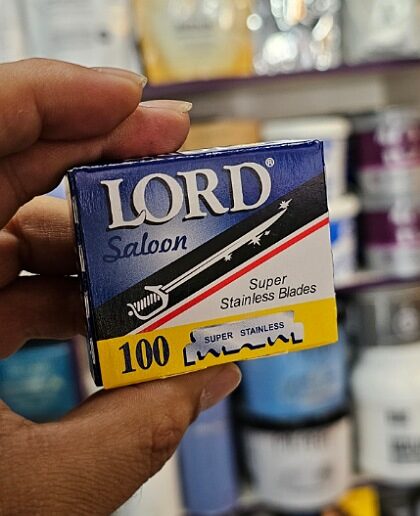 LORD®
Saloon
Super
Stainless Blades
100
SUPER STAINLESS